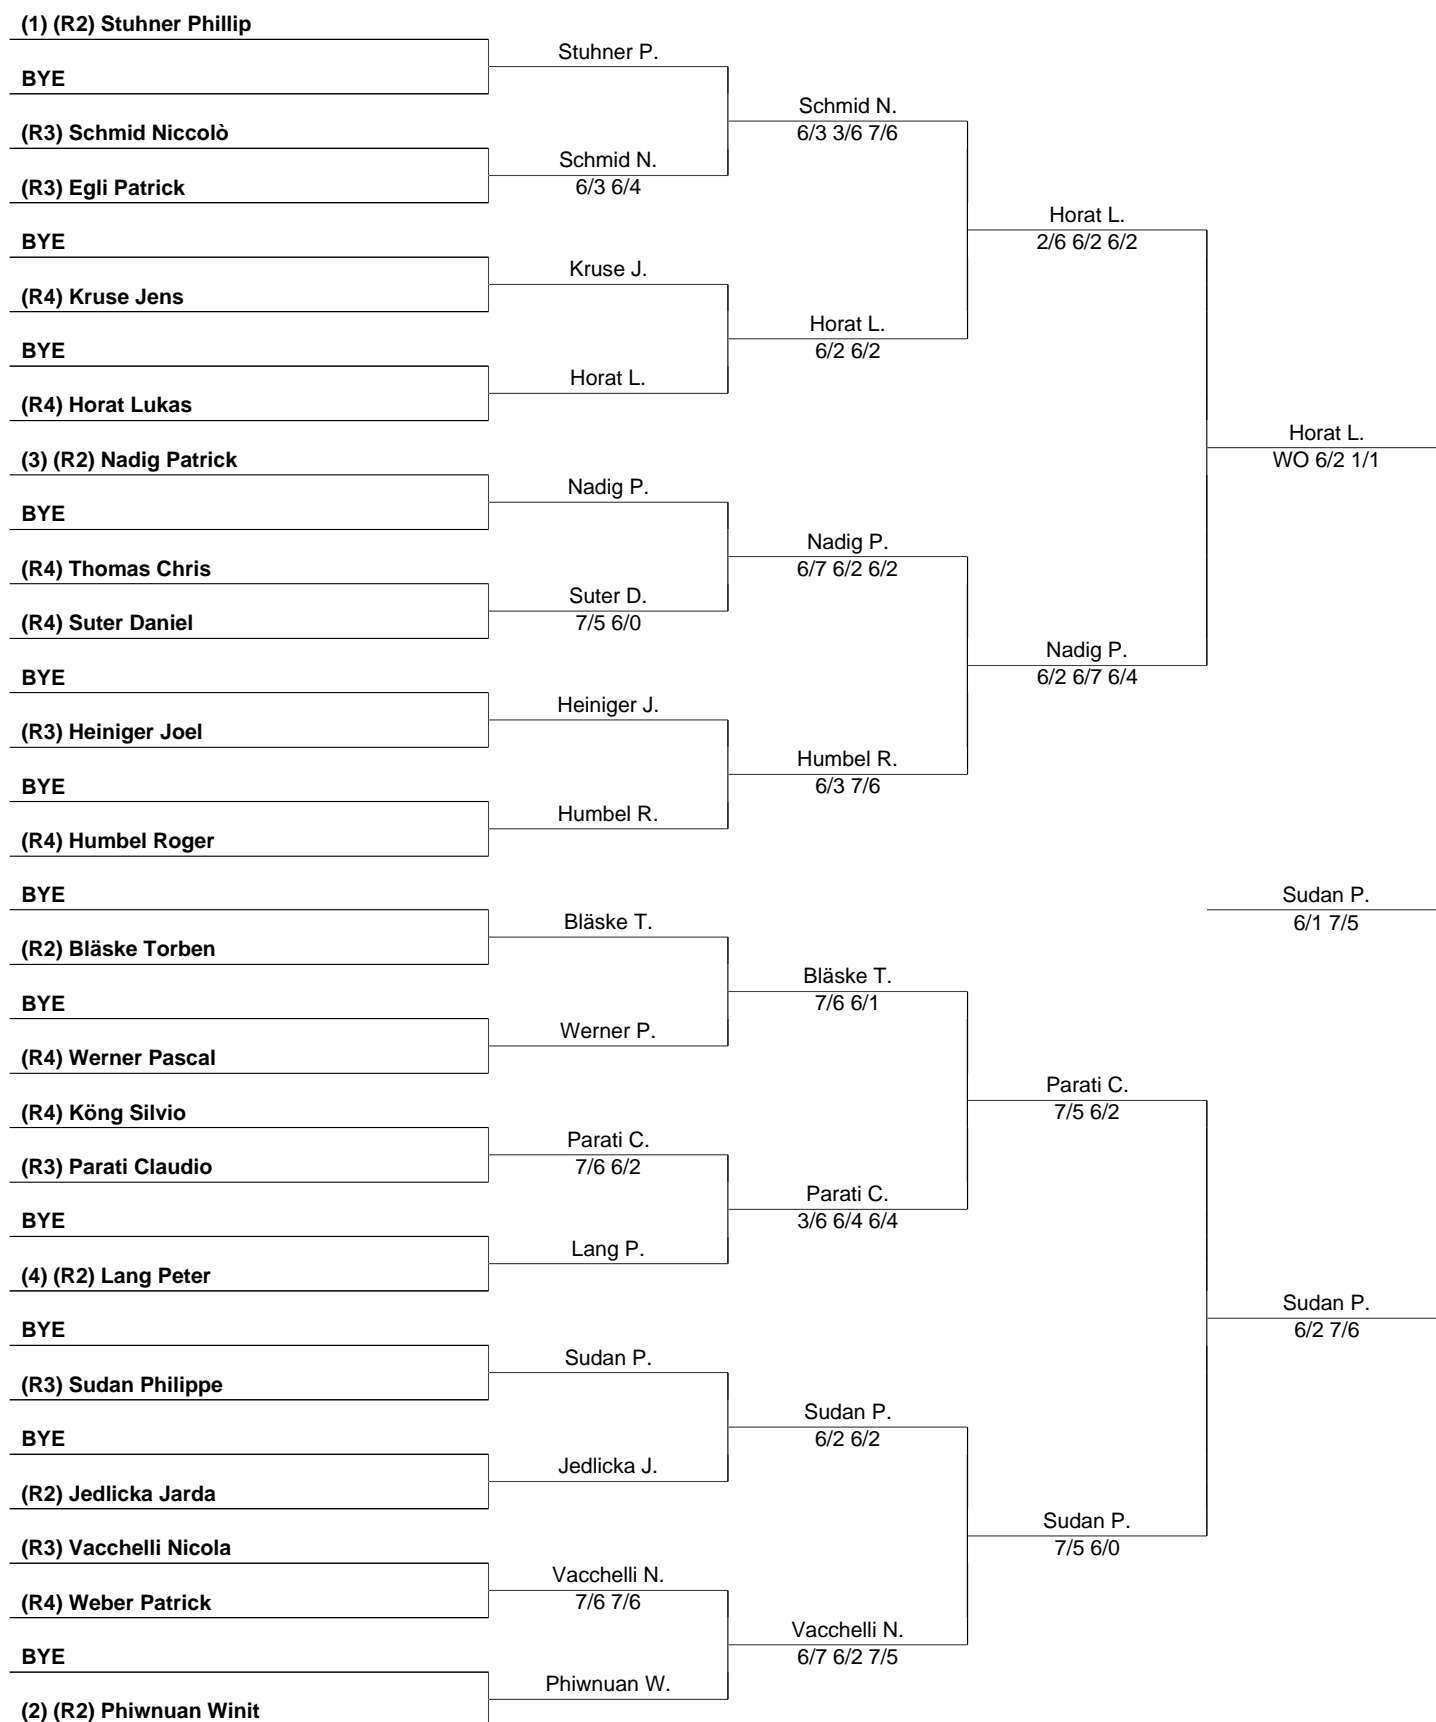 (1) (R2) Stuhner Phillip
BYE
(R3) Schmid Niccolò
(R3) Egli Patrick
BYE
(R4) Kruse Jens
BYE
(R4) Horat Lukas
(3) (R2) Nadig Patrick
BYE
(R4) Thomas Chris
(R4) Suter Daniel
BYE
(R3) Heiniger Joel
BYE
(R4) Humbel Roger
BYE
(R2) Bläske Torben
BYE
(R4) Werner Pascal
(R4) Köng Silvio
(R3) Parati Claudio
BYE
(4) (R2) Lang Peter
BYE
(R3) Sudan Philippe
BYE
(R2) Jedlicka Jarda
(R3) Vacchelli Nicola
(R4) Weber Patrick
BYE
(2) (R2) Phiwnuan Winit
Stuhner P.
Schmid N.
6/3 6/4
Kruse J.
Horat L.
Nadig P.
Suter D.
7/5 6/0
Heiniger J.
Humbel R.
Bläske T.
Werner P.
Parati C.
7/6 6/2
Lang P.
Sudan P.
Jedlicka J.
Vacchelli N.
7/6 7/6
Phiwnuan W.
Schmid N.
6/3 3/6 7/6
Horat L.
6/2 6/2
Nadig P.
6/7 6/2 6/2
Humbel R.
6/3 7/6
Bläske T.
7/6 6/1
Parati C.
3/6 6/4 6/4
Sudan P.
6/2 6/2
Vacchelli N.
6/7 6/2 7/5
Horat L.
2/6 6/2 6/2
Nadig P.
6/2 6/7 6/4
Parati C.
7/5 6/2
Sudan P.
7/5 6/0
Horat L.
WO 6/2 1/1
Sudan P.
6/1 7/5
Sudan P.
6/2 7/6